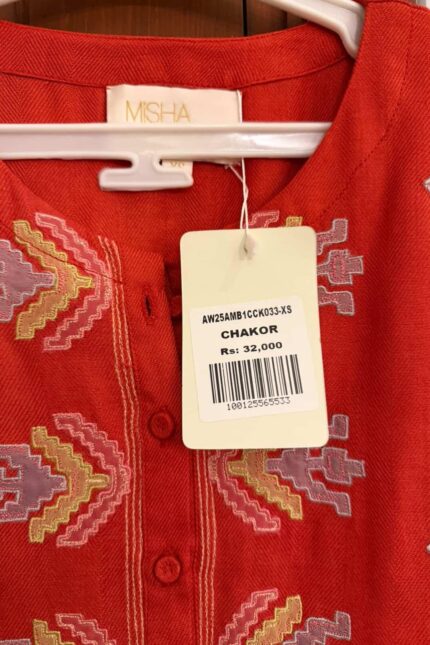 MiSHA
AW25AMB1CCK033-XS
CHAKOR
Rs: 32,000
100125565533